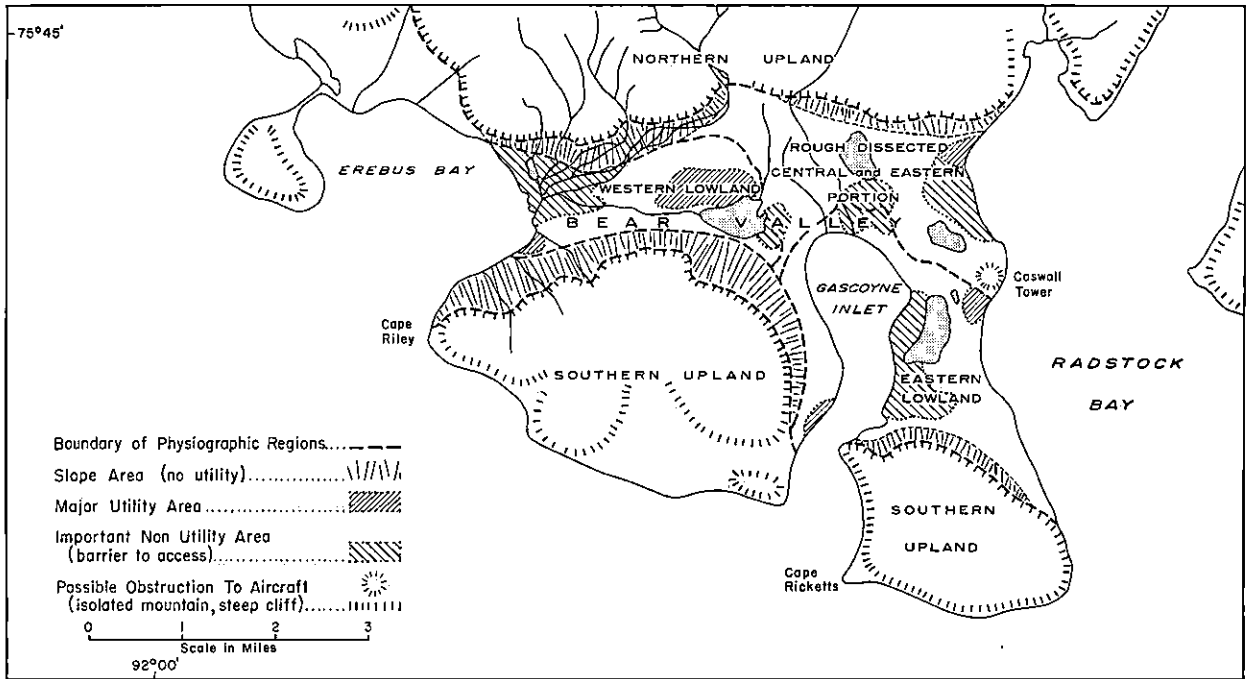 75°45'
NORTHERN UPLAND
ROUGH DISSECTED
EREBUS BAY
CENTRAL and EASTERN
WESTERN LOWLAND
PORTION
BEAR VALLEY
Caswall
Tower
GASCOYNE
INLET
Cape
Riley
RADSTOCK
BAY
SOUTHERN UPLAND
EASTERN
LOWLAND
Boundary of Physiographic Regions.....
Slope Area (no utility)................
Major Utility Area.......................
Important Non Utility Area
(barrier to access)..................
SOUTHERN
UPLAND
Cape
Ricketts
Possible Obstruction To Aircraft
(isolated mountain, steep cliff).....
0 1 2 3
Scale in Miles
92°00'